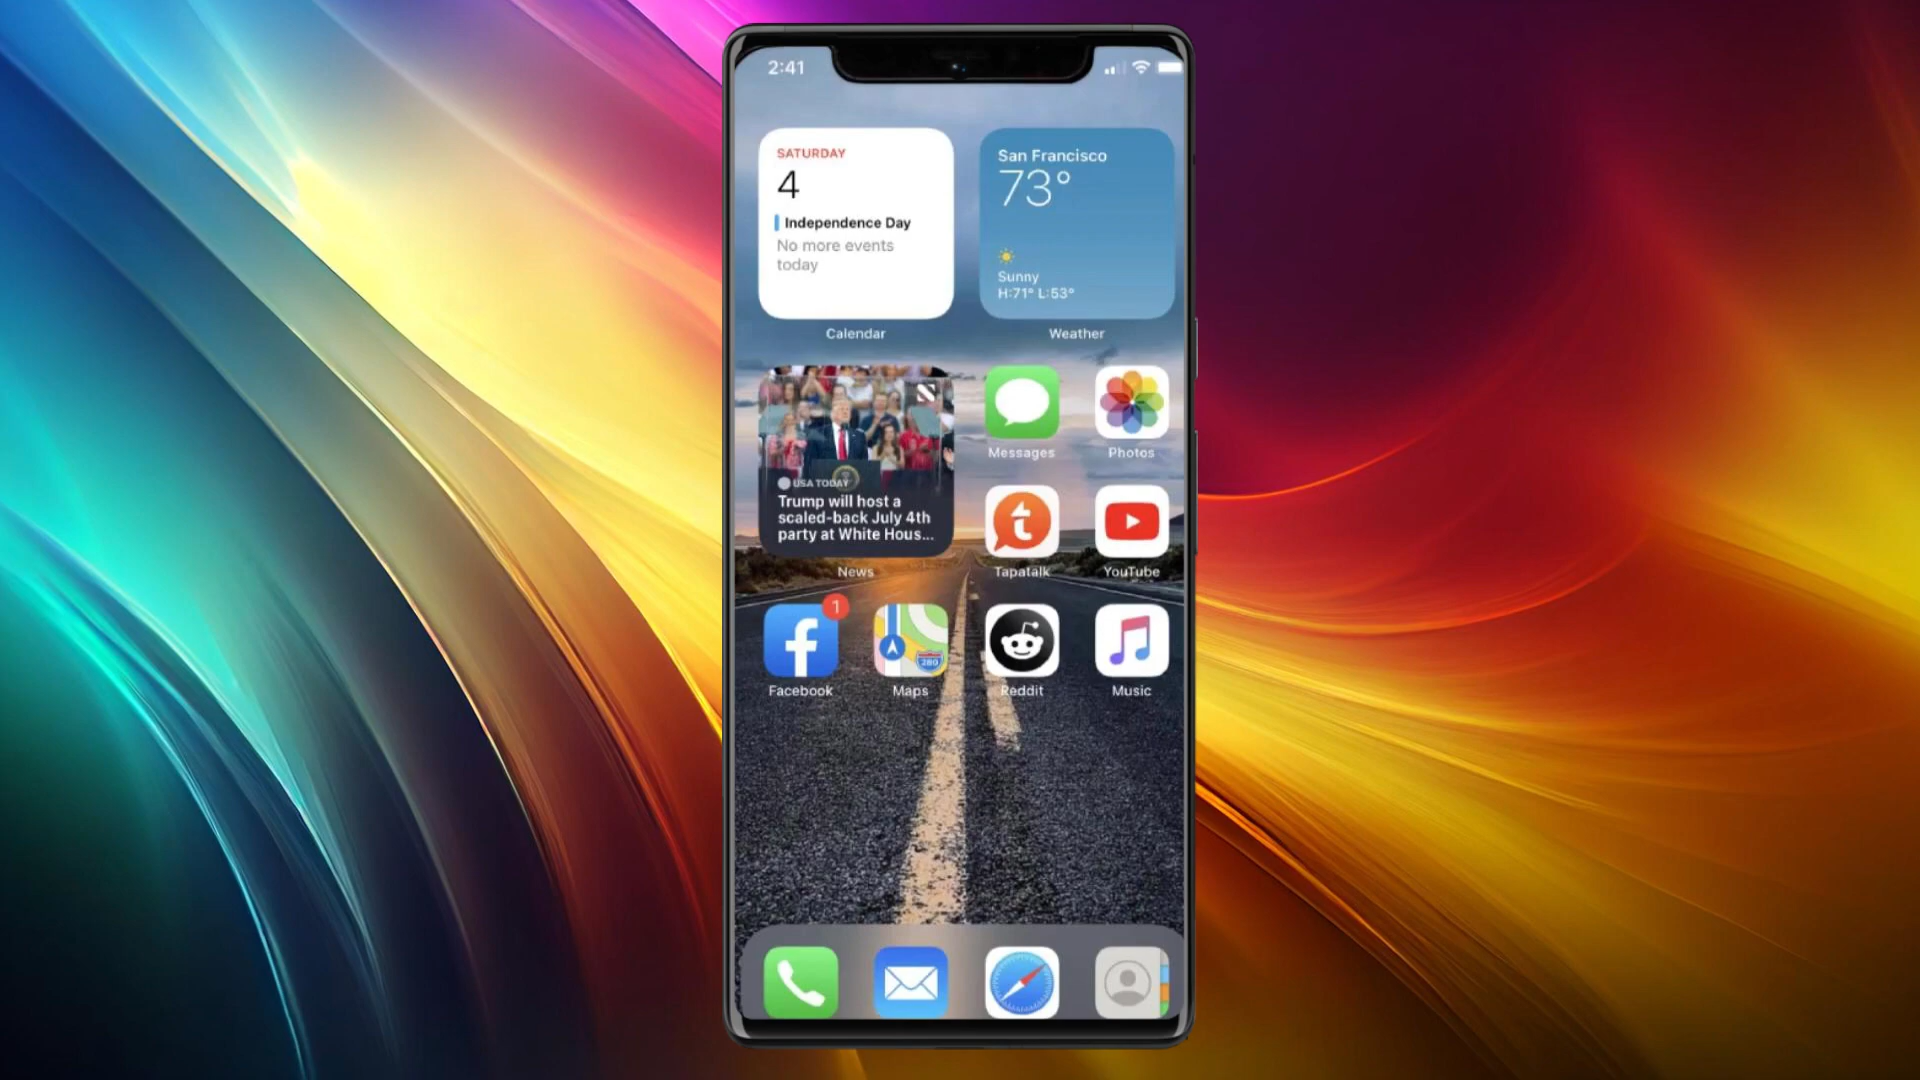 2:41
SATURDAY
4
Independence Day
No more events
today
Calendar
San Francisco
73°
Sunny
H:71° L:53°
Weather
USA TODAY
Trump will host a
scaled-back July 4th
party at White Hous...
News
Messages
Photos
Tapatalk
YouTube
1
280
Facebook
Maps
Reddit
Music